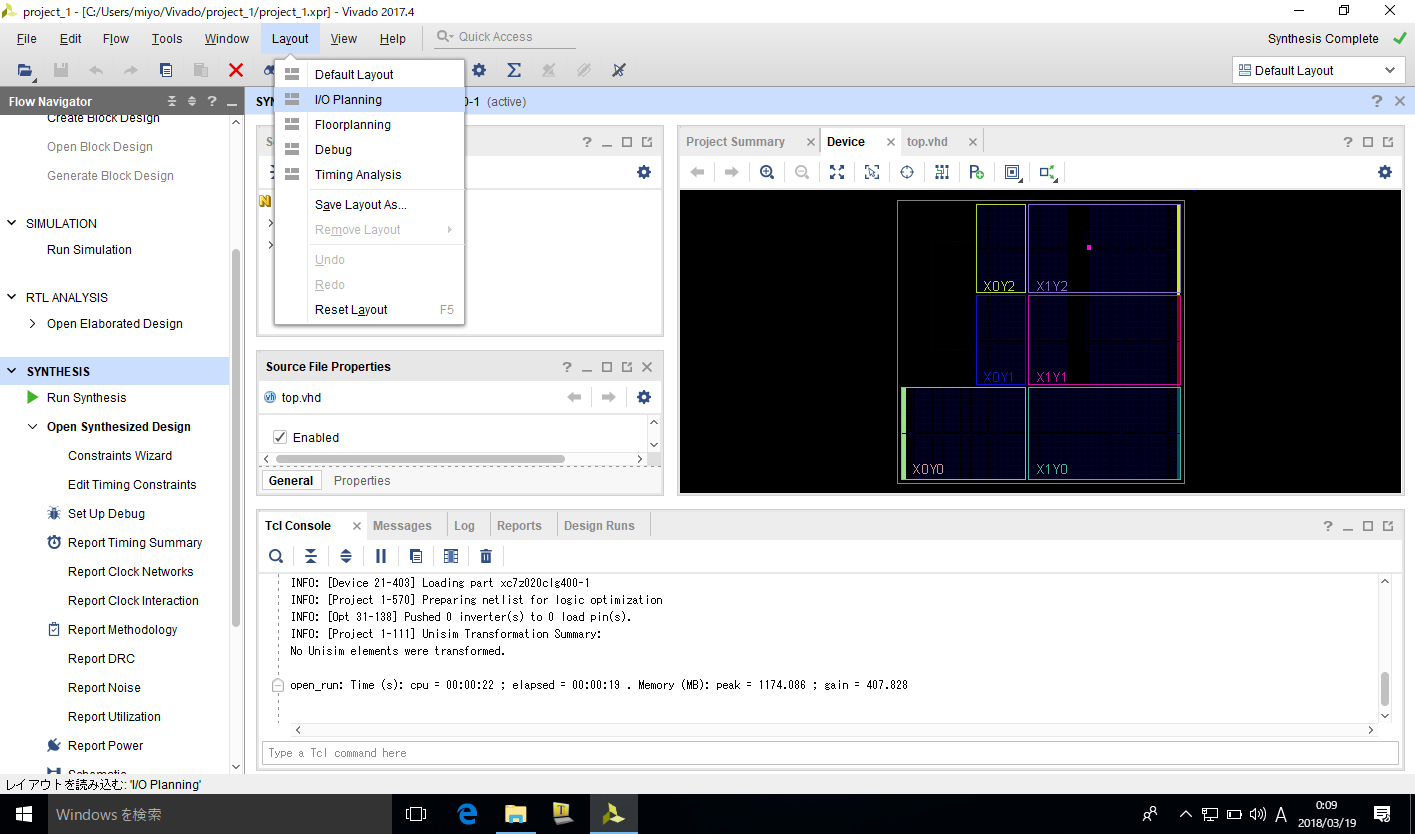 project_1 - [C:/Users/miyo/Vivado/project_1/project_1.xpr] - Vivado 2017.4
File Edit Flow Tools Window Layout View Help Quick Access Synthesis Complete
Default Layout
Default Layout
I/O Planning
Floorplanning
Debug
Timing Analysis
Save Layout As...
Remove Layout
Undo
Redo
Reset Layout F5
Flow Navigator
Create Block Design
Open Block Design
Generate Block Design
SIMULATION
Run Simulation
RTL ANALYSIS
Open Elaborated Design
SYNTHESIS
Run Synthesis
Open Synthesized Design
Constraints Wizard
Edit Timing Constraints
Set Up Debug
Report Timing Summary
Report Clock Networks
Report Clock Interaction
Report Methodology
Report DRC
Report Noise
Report Utilization
Report Power
Schematic
(active)
Source File Properties
top.vhd
Enabled
General Properties
Project Summary Device top.vhd
X0Y2 X1Y2
X0Y1 X1Y1
X0Y0 X1Y0
Tcl Console Messages Log Reports Design Runs
INFO: [Device 21-403] Loading part xc7z020clg400-1
INFO: [Project 1-570] Preparing netlist for logic optimization
INFO: [Opt 31-138] Pushed 0 inverter(s) to 0 load pin(s).
INFO: [Project 1-111] Unisim Transformation Summary:
No Unisim elements were transformed.
open_run: Time (s): cpu = 00:00:22 ; elapsed = 00:00:19 . Memory (MB): peak = 1174.086 ; gain = 407.828
Type a Tcl command here
レイアウトを読み込む: 'I/O Planning'
Windows を検索
A
0:09
2018/03/19